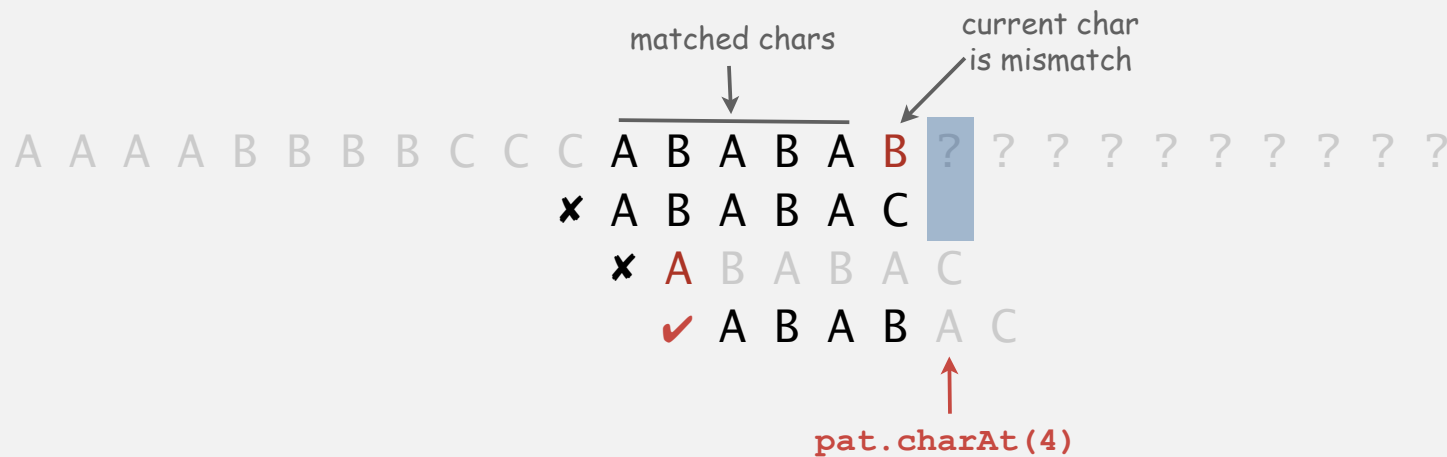 matched chars
current char
is mismatch
A A A A B B B B C C C A B A B A B ? ? ? ? ? ? ? ? ? ?
✘ A B A B A C
✘ A B A B A C
✔ A B A B A C
pat.charAt(4)